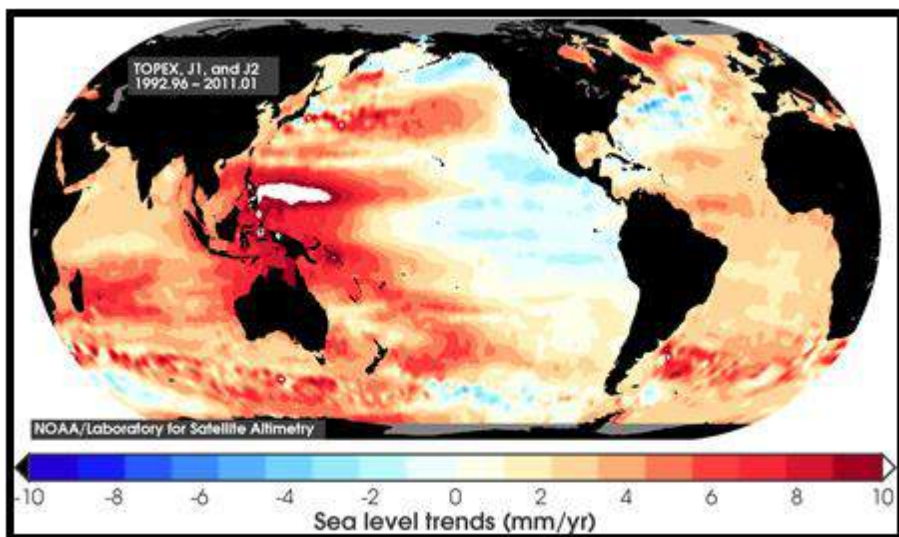 TOPEX, J1, and J2
1992.96 – 2011.01
NOAA/Laboratory for Satellite Altimetry
-10 -8 -6 -4 -2 0 2 4 6 8 10
Sea level trends (mm/yr)